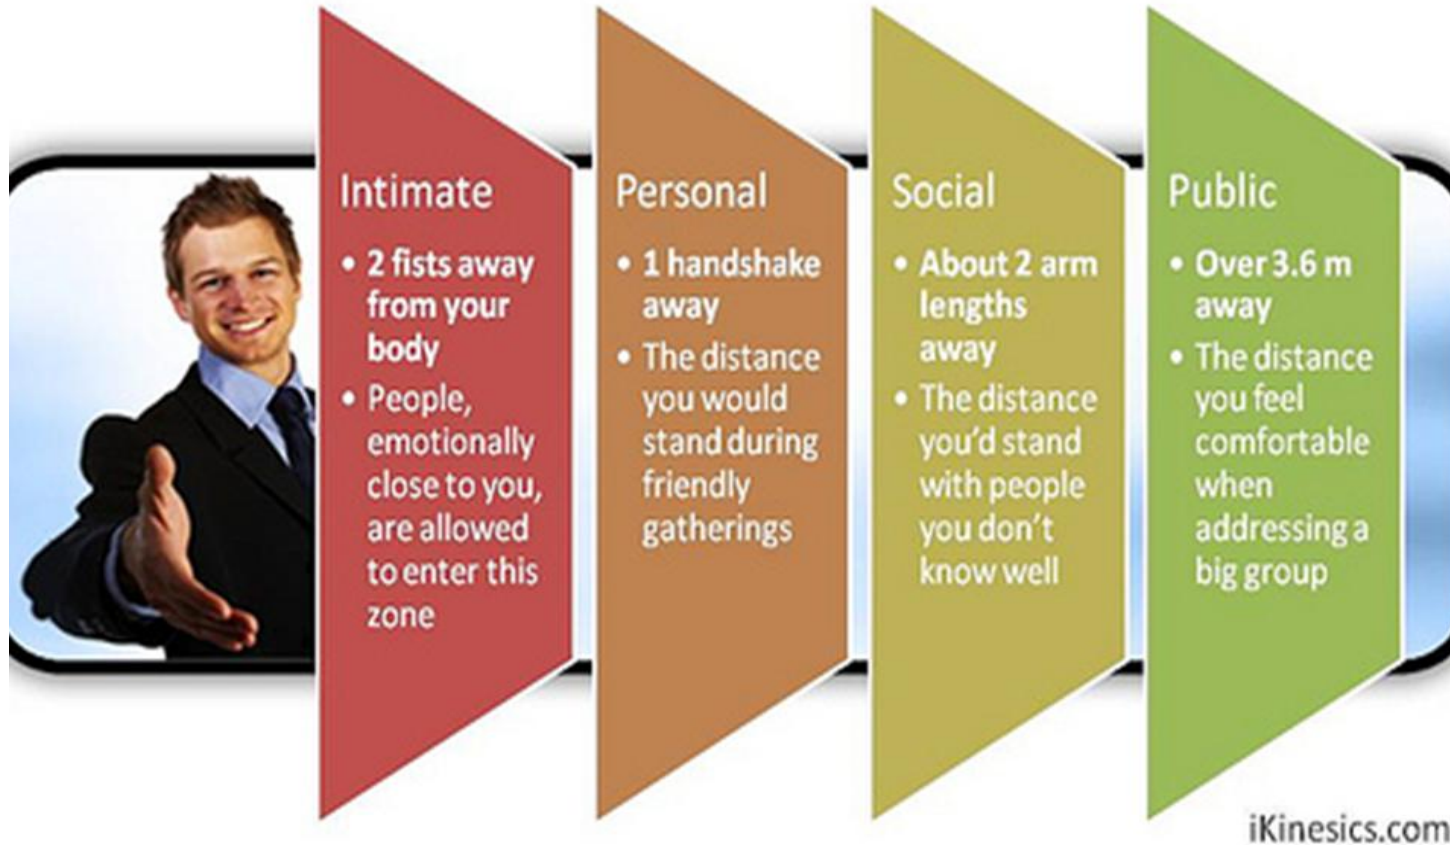 Intimate
• 2 fists away
from your
body
• People,
emotionally
close to you,
are allowed
to enter this
zone
Personal
• 1 handshake
away
• The distance
you would
stand during
friendly
gatherings
Social
• About 2 arm
lengths
away
• The distance
you'd stand
with people
you don't
know well
Public
• Over 3.6 m
away
• The distance
you feel
comfortable
when
addressing a
big group
iKinesics.com